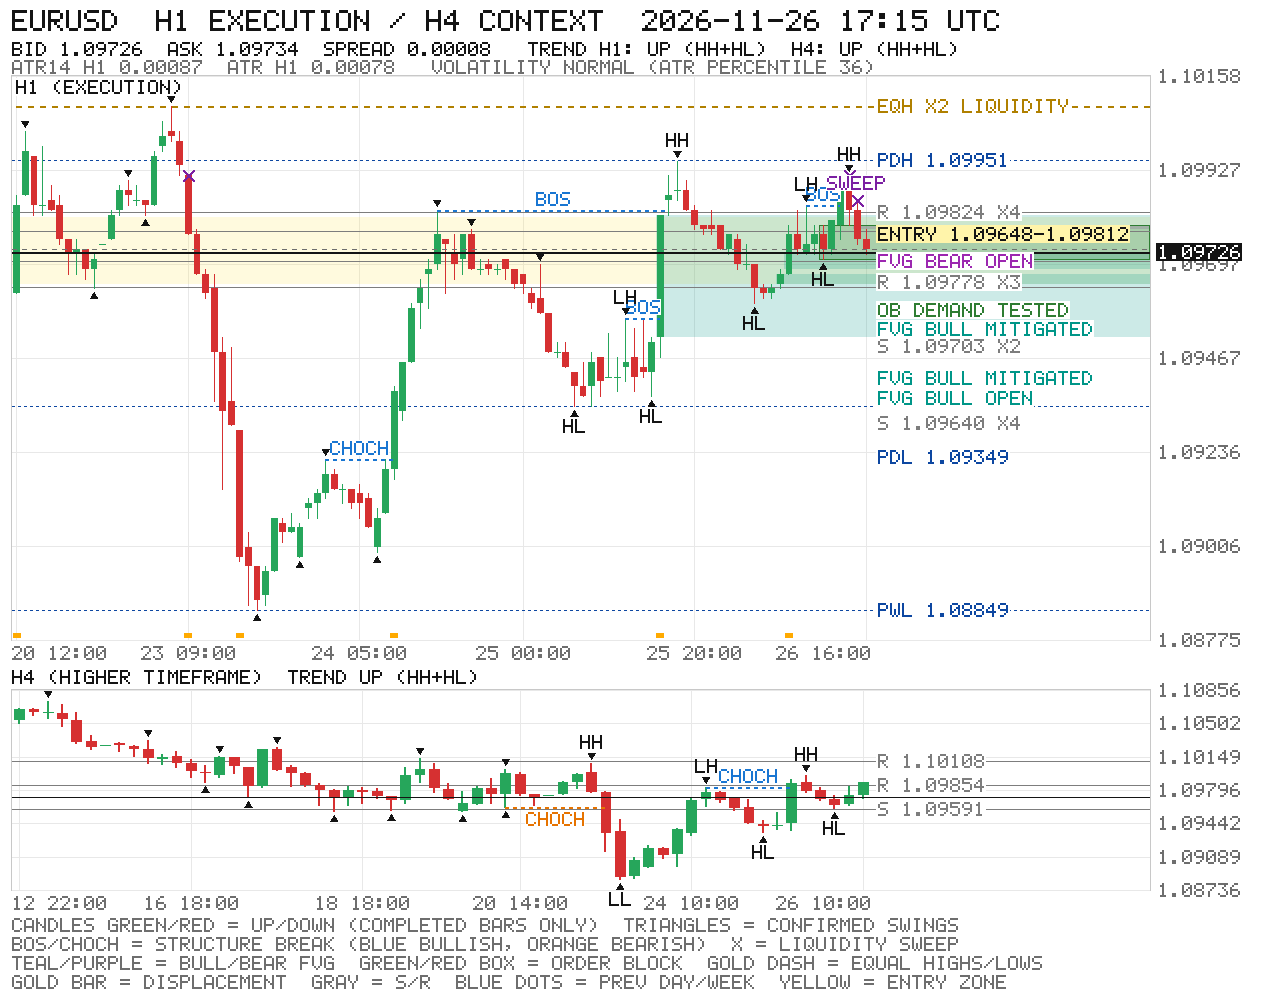 EURUSD  H1 EXECUTION / H4 CONTEXT  2026-11-26 17:15 UTC
BID 1.09726  ASK 1.09734  SPREAD 0.00008  TREND H1: UP (HH+HL)  H4: UP (HH+HL)
ATR14 H1 0.00087  ATR H1 0.00078  VOLATILITY NORMAL (ATR PERCENTILE 36)
H1 (EXECUTION)
1.10158
EQH X2 LIQUIDITY
HH
HH
PDH 1.09951
1.09927
LH
SWEEP
BOS
BOS
R 1.09824 X4
ENTRY 1.09648-1.09812
1.09726
FVG BEAR OPEN
1.09697
HL
R 1.09778 X3
LH
BOS
OB DEMAND TESTED
HL
FVG BULL MITIGATED
S 1.09703 X2
1.09467
FVG BULL MITIGATED
FVG BULL OPEN
HL
HL
S 1.09640 X4
CHOCH
1.09236
PDL 1.09349
1.09006
PWL 1.08849
1.08775
20 12:00  23 09:00  24 05:00  25 00:00  25 20:00  26 16:00
H4 (HIGHER TIMEFRAME)  TREND UP (HH+HL)
1.10856
1.10502
HH
HH
1.10149
R 1.10108
LH
CHOCH
R 1.09854
1.09796
S 1.09591
CHOCH
HL
1.09442
HL
1.09089
1.08736
LL
12 22:00  16 18:00  18 18:00  20 14:00  24 10:00  26 10:00
CANDLES GREEN/RED = UP/DOWN (COMPLETED BARS ONLY)  TRIANGLES = CONFIRMED SWINGS
BOS/CHOCH = STRUCTURE BREAK (BLUE BULLISH, ORANGE BEARISH)  X = LIQUIDITY SWEEP
TEAL/PURPLE = BULL/BEAR FVG  GREEN/RED BOX = ORDER BLOCK  GOLD DASH = EQUAL HIGHS/LOWS
GOLD BAR = DISPLACEMENT  GRAY = S/R  BLUE DOTS = PREV DAY/WEEK  YELLOW = ENTRY ZONE